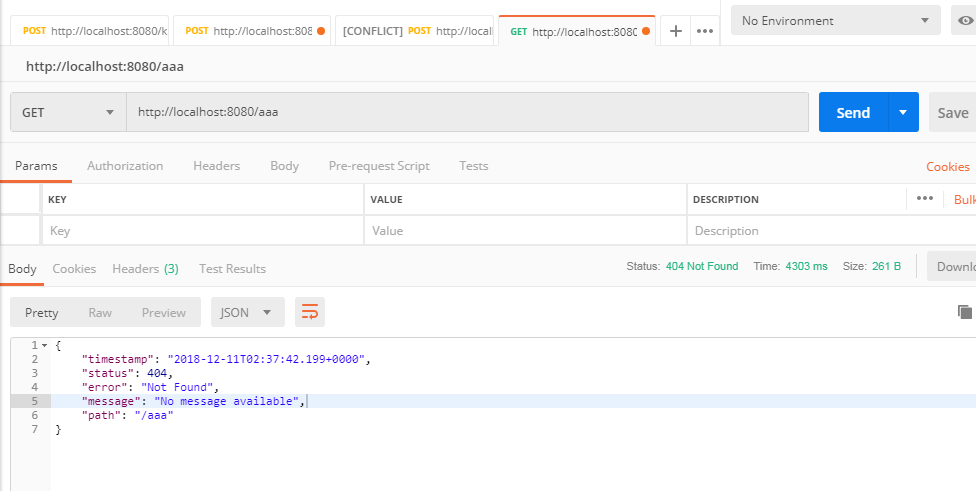 POST http://localhost:8080/k POST http://localhost:808 [CONFLICT] POST http://local GET http://localhost:8080 + ••• No Environment
http://localhost:8080/aaa
GET http://localhost:8080/aaa Send Save
Params Authorization Headers Body Pre-request Script Tests Cookies
KEY VALUE DESCRIPTION ••• Bulk
Key Value Description
Body Cookies Headers (3) Test Results Status: 404 Not Found Time: 4303 ms Size: 261 B Downlo
Pretty Raw Preview JSON
1 {
2 "timestamp": "2018-12-11T02:37:42.199+0000",
3 "status": 404,
4 "error": "Not Found",
5 "message": "No message available",
6 "path": "/aaa"
7 }